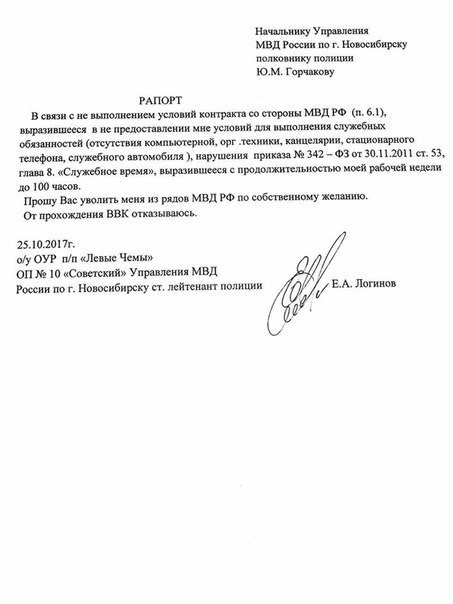 Начальнику Управления
МВД России по г. Новосибирску
полковнику полиции
Ю.М. Горчакову
РАПОРТ
В связи с не выполнением условий контракта со стороны МВД РФ (п. 6.1),
выразившееся в не предоставлении мне условий для выполнения служебных
обязанностей (отсутствия компьютерной, орг .техники, канцелярии, стационарного
телефона, служебного автомобиля ), нарушения приказа № 342 – ФЗ от 30.11.2011 ст. 53,
глава 8. «Служебное время», выразившееся с продолжительностью моей рабочей недели
до 100 часов.
Прошу Вас уволить меня из рядов МВД РФ по собственному желанию.
От прохождения ВВК отказываюсь.
25.10.2017г.
о/у ОУР п/п «Левые Чемы»
ОП № 10 «Советский» Управления МВД
России по г. Новосибирску ст. лейтенант полиции Е.А. Логинов